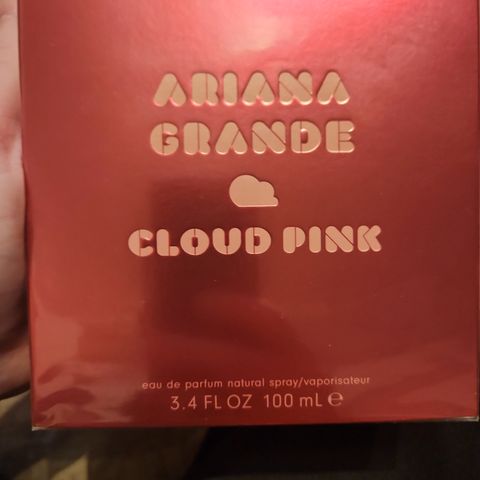 ARIANA
GRANDE
CLOUD PINK
eau de parfum natural spray/vaporisateur
3.4 FL OZ 100 mL ℮